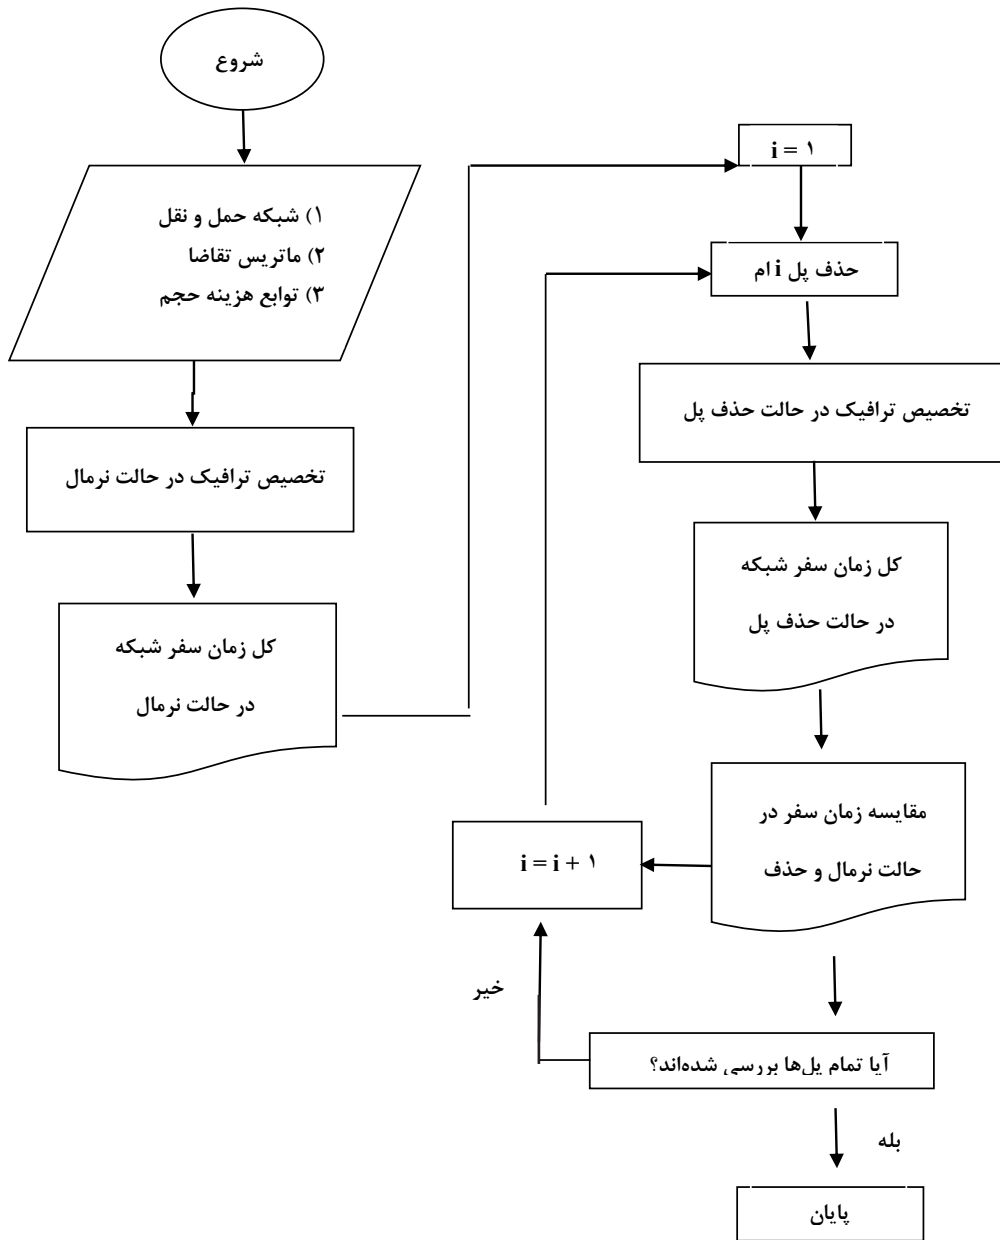 شروع
۱) شبکه حمل و نقل
۲) ماتریس تقاضا
۳) توابع هزینه حجم
تخصیص ترافیک در حالت نرمال
کل زمان سفر شبکه
در حالت نرمال
i = ۱
حذف پل i ام
تخصیص ترافیک در حالت حذف پل
کل زمان سفر شبکه
در حالت حذف پل
مقایسه زمان سفر در
حالت نرمال و حذف
i = i + ۱
خیر
آیا تمام پل‌ها بررسی شده‌اند؟
بله
پایان